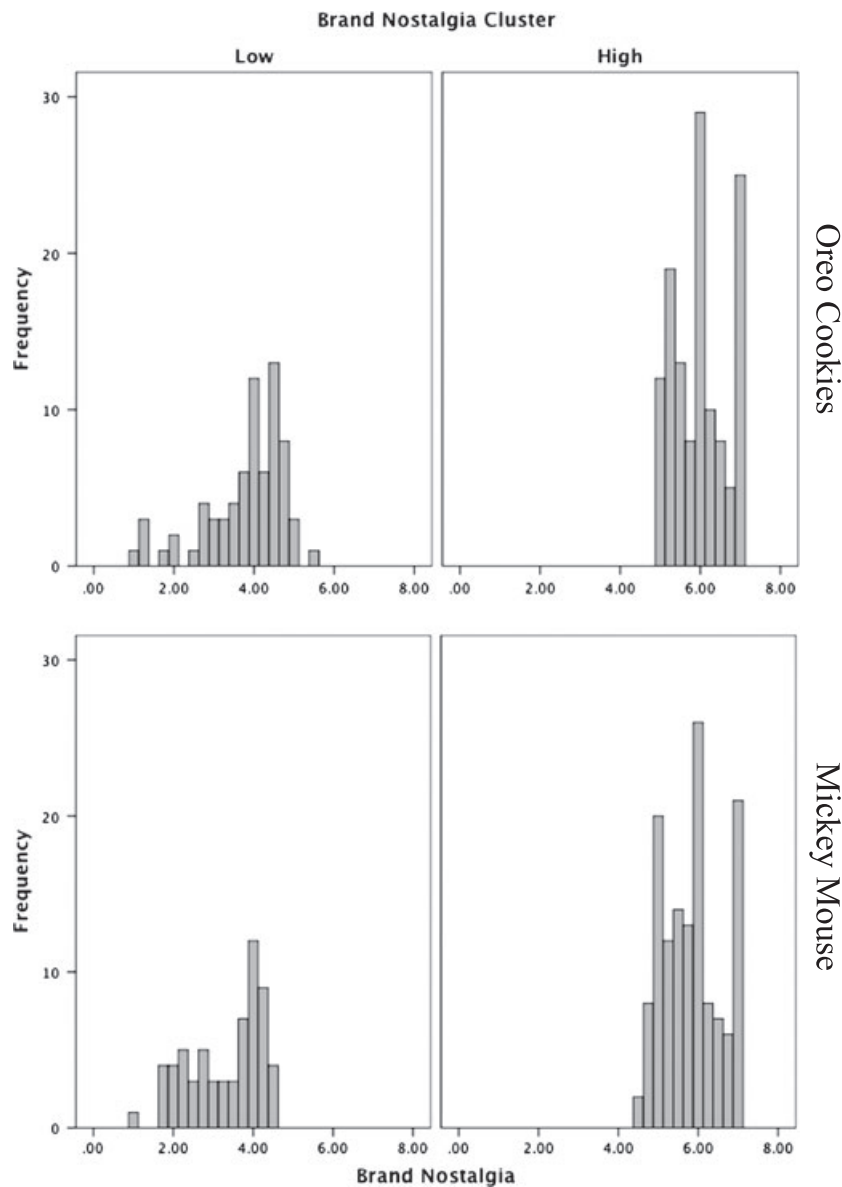 Brand Nostalgia Cluster
Low
High
30
20
10
0
Frequency
.00 2.00 4.00 6.00 8.00
.00 2.00 4.00 6.00 8.00
Oreo Cookies
30
20
10
0
Frequency
.00 2.00 4.00 6.00 8.00
.00 2.00 4.00 6.00 8.00
Mickey Mouse
Brand Nostalgia